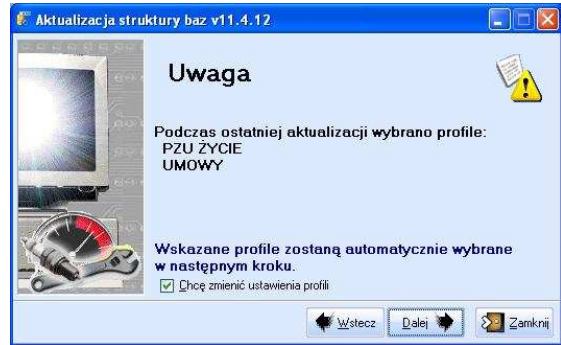 Aktualizacja struktury baz v11.4.12
Uwaga
Podczas ostatniej aktualizacji wybrano profile:
PZU ŻYCIE
UMOWY
Wskazane profile zostaną automatycznie wybrane
w następnym kroku.
Chcę zmienić ustawienia profili
Wstecz Dalej Zamknij